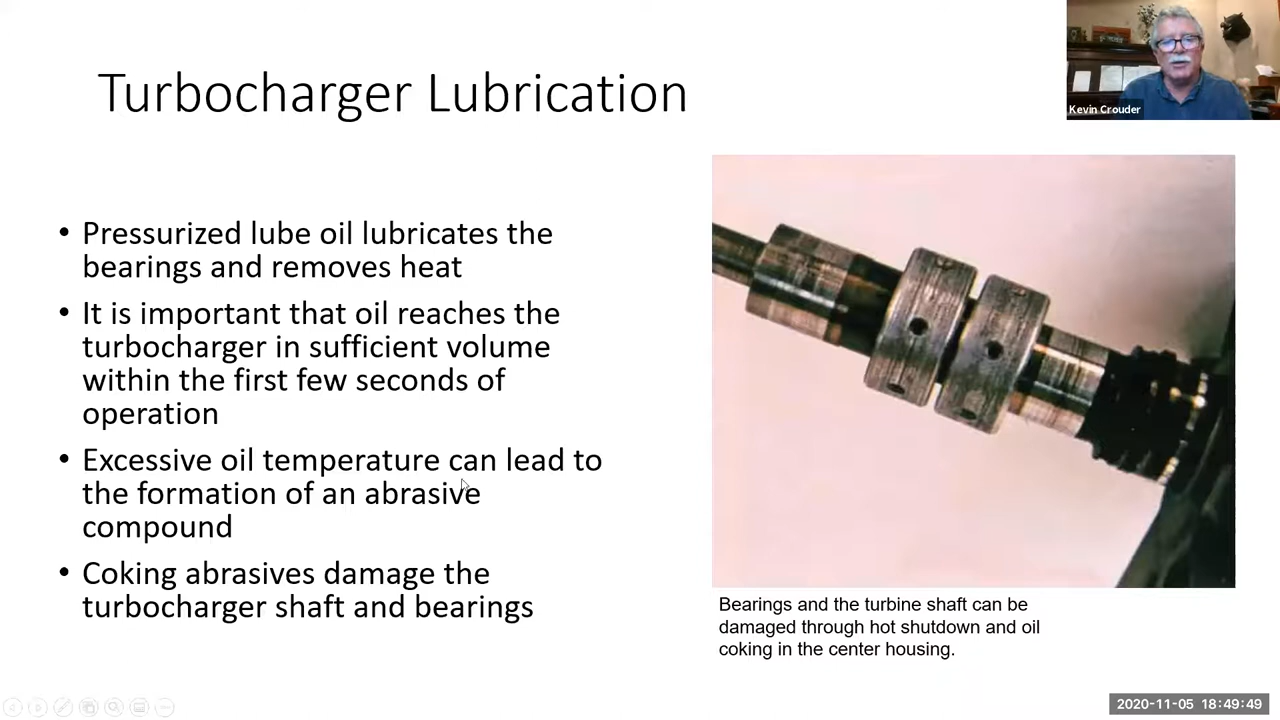 Turbocharger Lubrication
Kevin Crouder
• Pressurized lube oil lubricates the
bearings and removes heat
• It is important that oil reaches the
turbocharger in sufficient volume
within the first few seconds of
operation
• Excessive oil temperature can lead to
the formation of an abrasive
compound
• Coking abrasives damage the
turbocharger shaft and bearings
Bearings and the turbine shaft can be
damaged through hot shutdown and oil
coking in the center housing.
2020-11-05 18:49:49